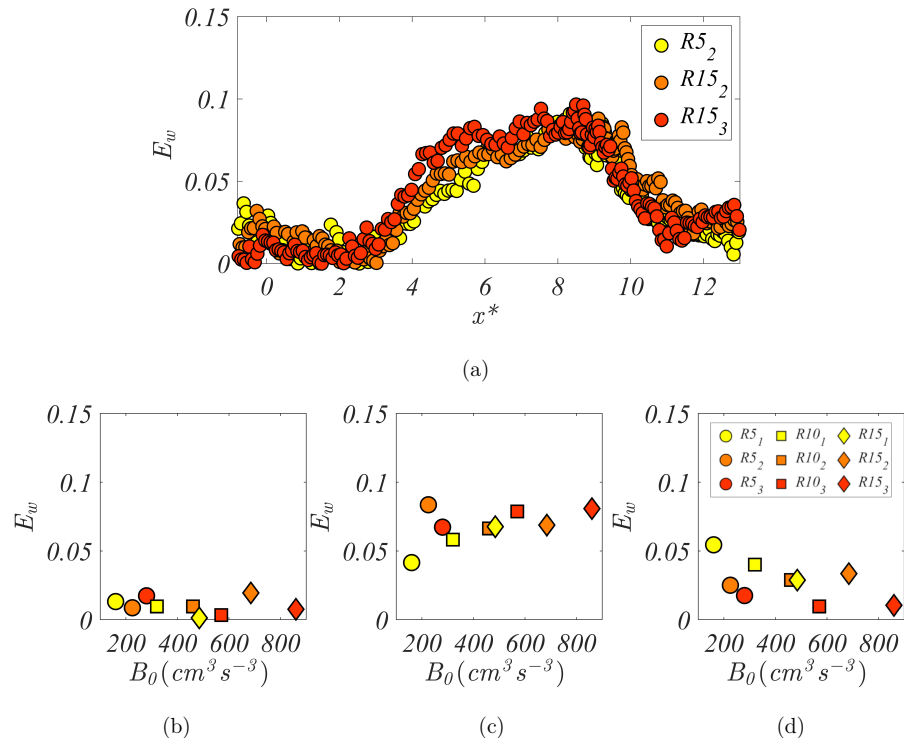 0.15
0.1
0.05
0
E_w
0 2 4 6 8 10 12
x*
R5_2
R15_2
R15_3
(a)
0.15
0.1
0.05
0
E_w
200 400 600 800
B_0(cm^3 s^{-3})
(b)
0.15
0.1
0.05
0
E_w
200 400 600 800
B_0(cm^3 s^{-3})
(c)
0.15
0.1
0.05
0
E_w
R5_1 R10_1 R15_1
R5_2 R10_2 R15_2
R5_3 R10_3 R15_3
200 400 600 800
B_0(cm^3 s^{-3})
(d)